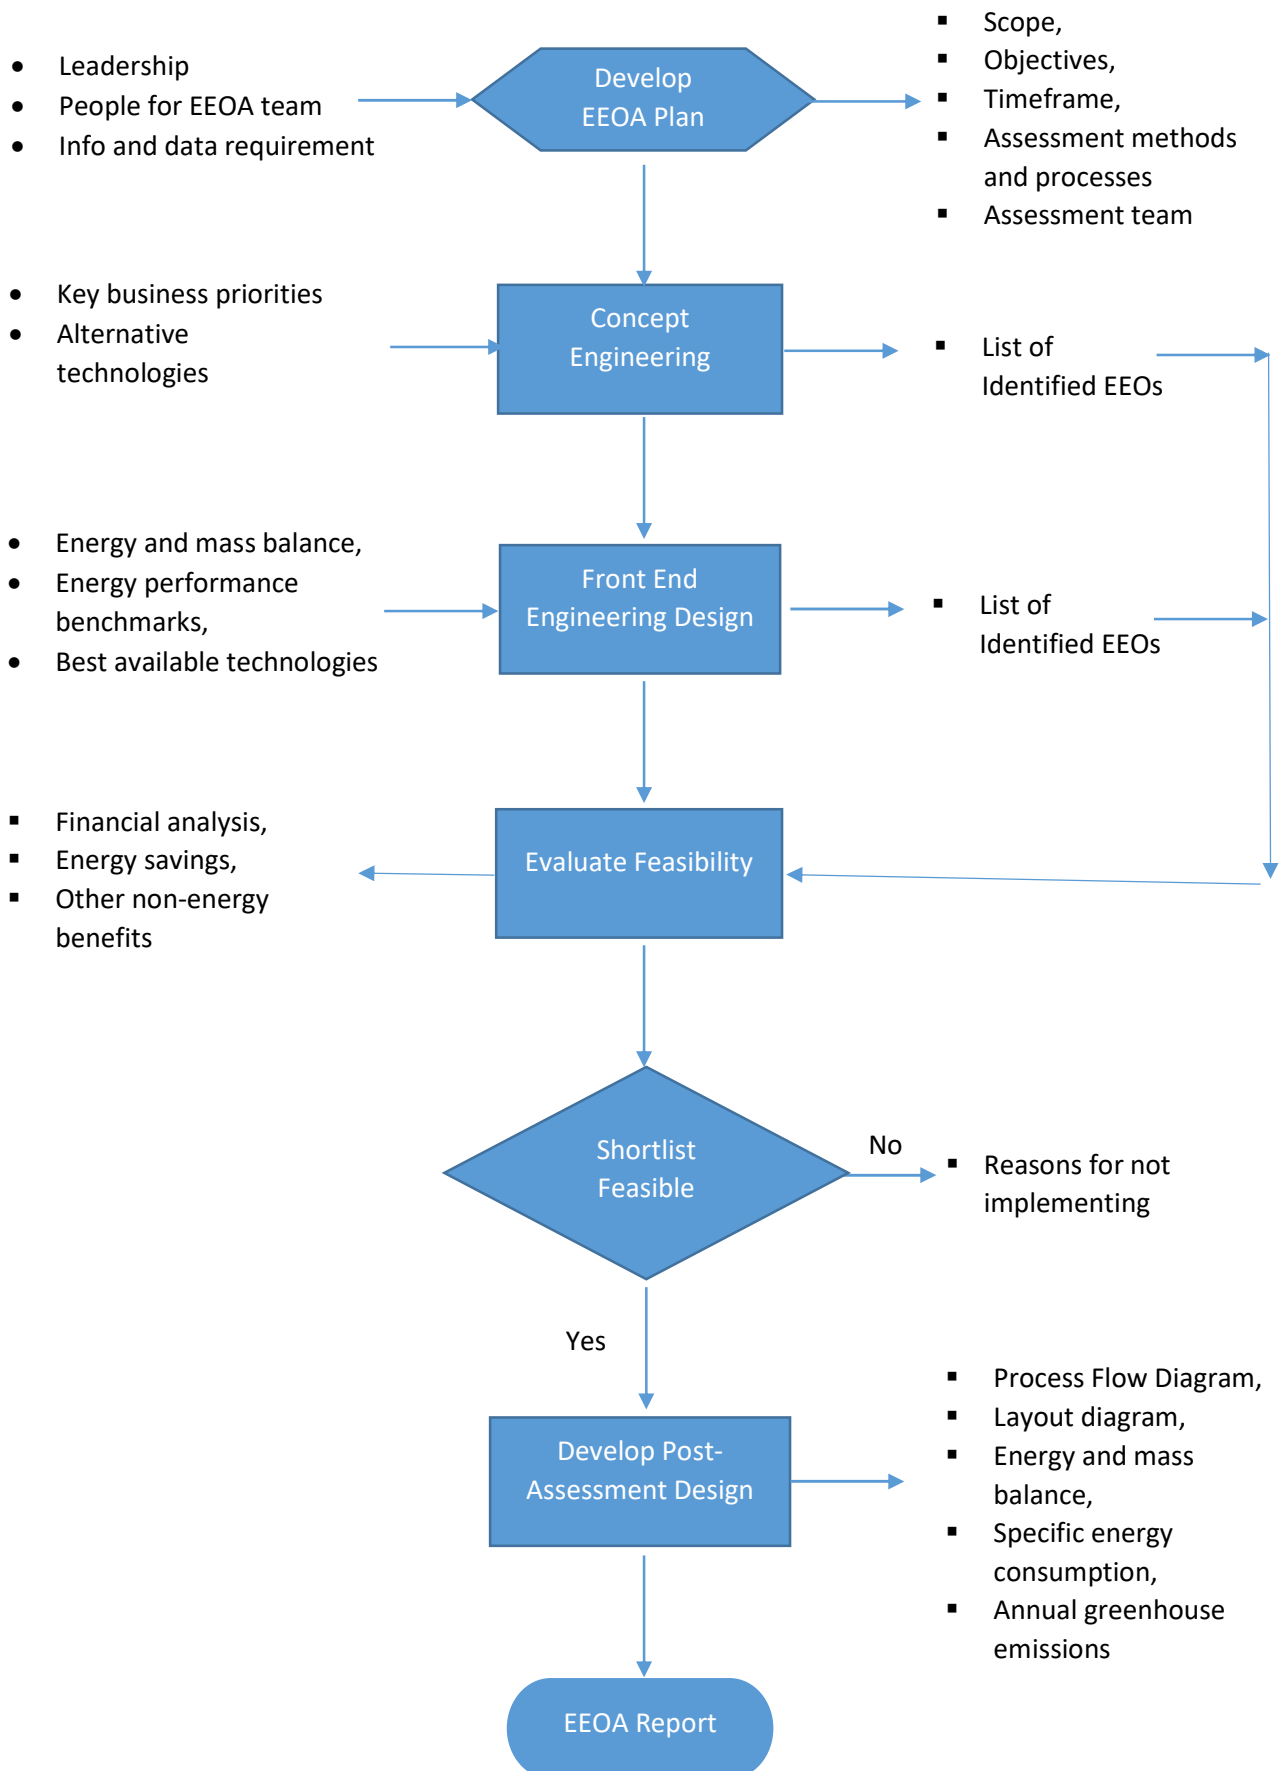 Leadership
People for EEOA team
Info and data requirement
Develop
EEOA Plan
Scope,
Objectives,
Timeframe,
Assessment methods
and processes
Assessment team
Key business priorities
Alternative
technologies
Concept
Engineering
List of
Identified EEOs
Energy and mass balance,
Energy performance
benchmarks,
Best available technologies
Front End
Engineering Design
List of
Identified EEOs
Financial analysis,
Energy savings,
Other non-energy
benefits
Evaluate Feasibility
Shortlist
Feasible
No
Reasons for not
implementing
Yes
Develop Post-
Assessment Design
Process Flow Diagram,
Layout diagram,
Energy and mass
balance,
Specific energy
consumption,
Annual greenhouse
emissions
EEOA Report